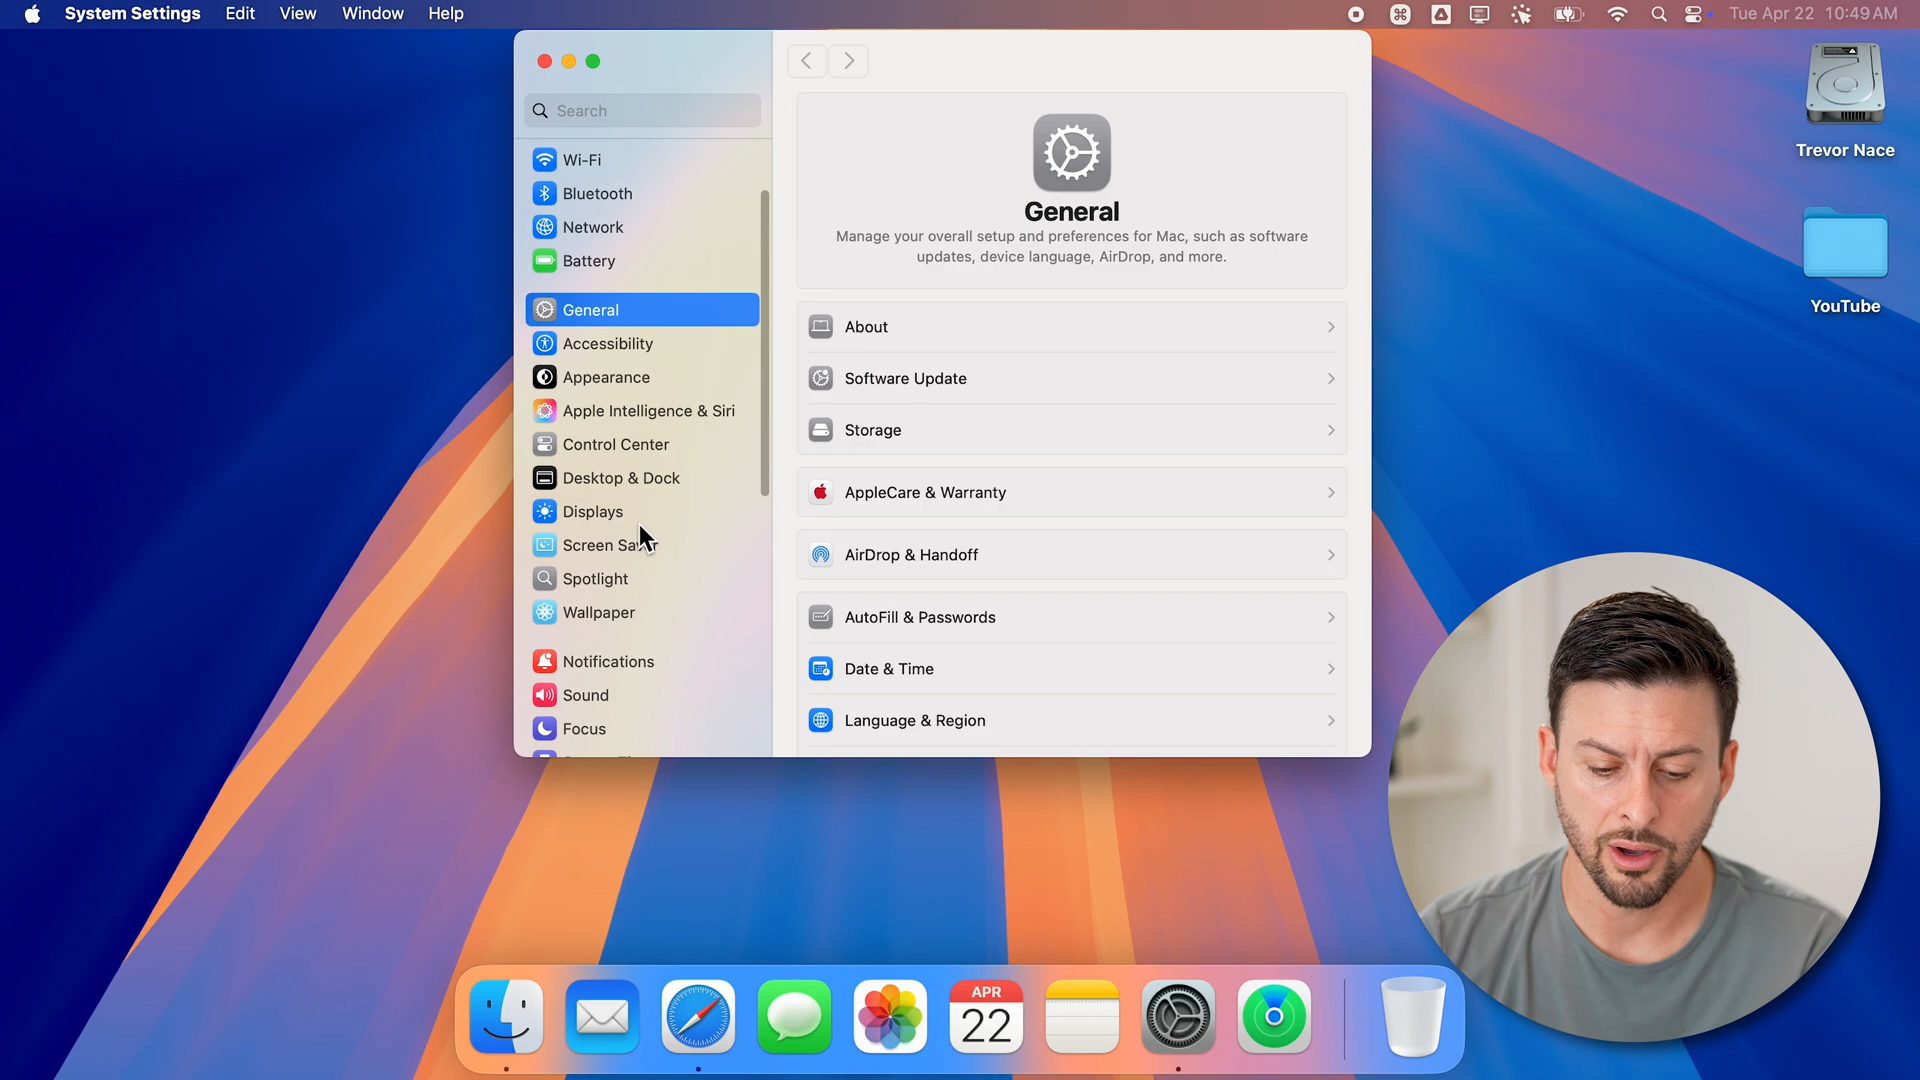 System Settings Edit View Window Help
Tue Apr 22 10:49 AM
Search
Wi-Fi
Bluetooth
Network
Battery
General
Accessibility
Appearance
Apple Intelligence & Siri
Control Center
Desktop & Dock
Displays
Screen Saver
Spotlight
Wallpaper
Notifications
Sound
Focus
General
Manage your overall setup and preferences for Mac, such as software
updates, device language, AirDrop, and more.
About
Software Update
Storage
AppleCare & Warranty
AirDrop & Handoff
AutoFill & Passwords
Date & Time
Language & Region
Trevor Nace
YouTube
APR
22